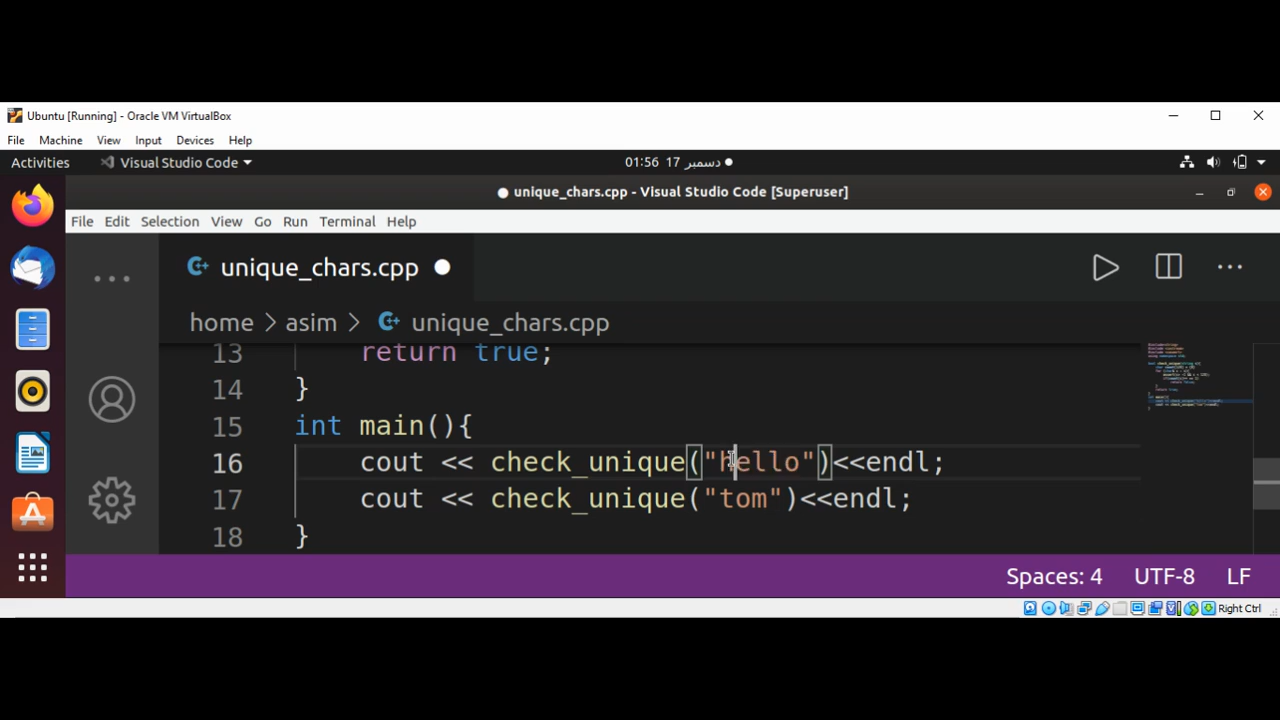 Ubuntu [Running] - Oracle VM VirtualBox
File Machine View Input Devices Help
Activities Visual Studio Code 01:56 17 دسمبر
unique_chars.cpp - Visual Studio Code [Superuser]
File Edit Selection View Go Run Terminal Help
unique_chars.cpp
home > asim > unique_chars.cpp
13 return true;
14 }
15 int main(){
16 cout << check_unique("hello")<<endl;
17 cout << check_unique("tom")<<endl;
18 }
Spaces: 4 UTF-8 LF
Right Ctrl